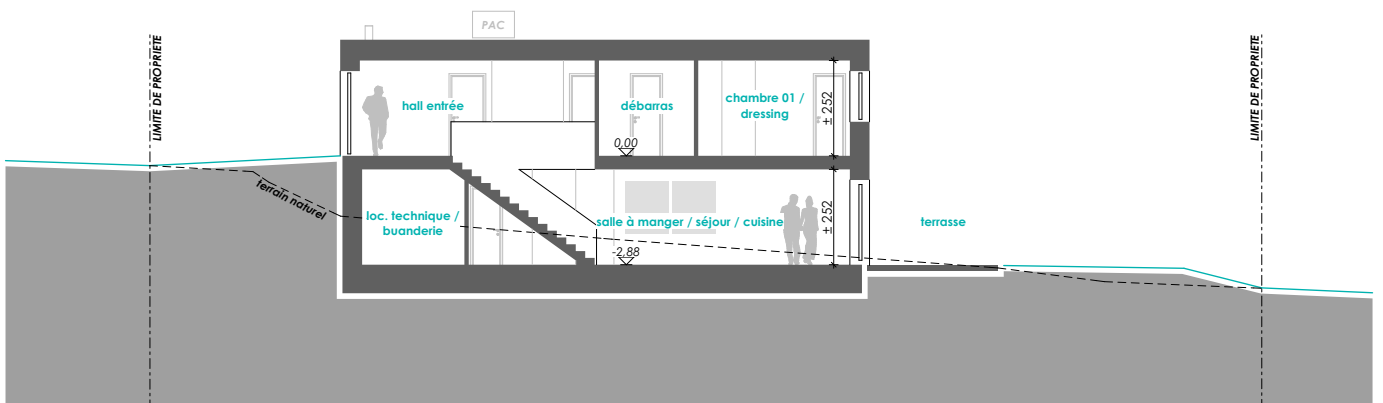 PAC
LIMITE DE PROPRIETE
LIMITE DE PROPRIETE
hall entrée
débarras
chambre 01 /
dressing
± 252
0,00
terrain naturel
loc. technique /
buanderie
salle à manger / séjour / cuisine
± 252
terrasse
-2,88